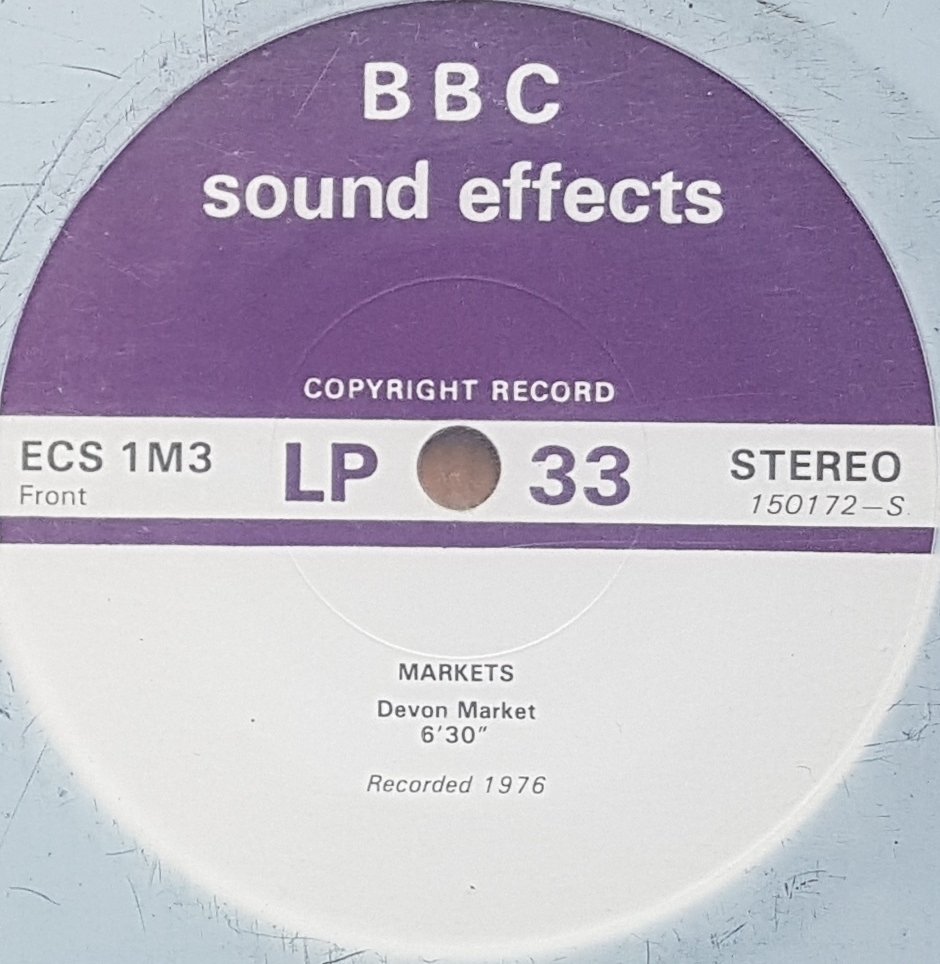 BBC
sound effects
COPYRIGHT RECORD
ECS 1M3 LP 33 STEREO
Front 150172–S
MARKETS
Devon Market
6'30"
Recorded 1976